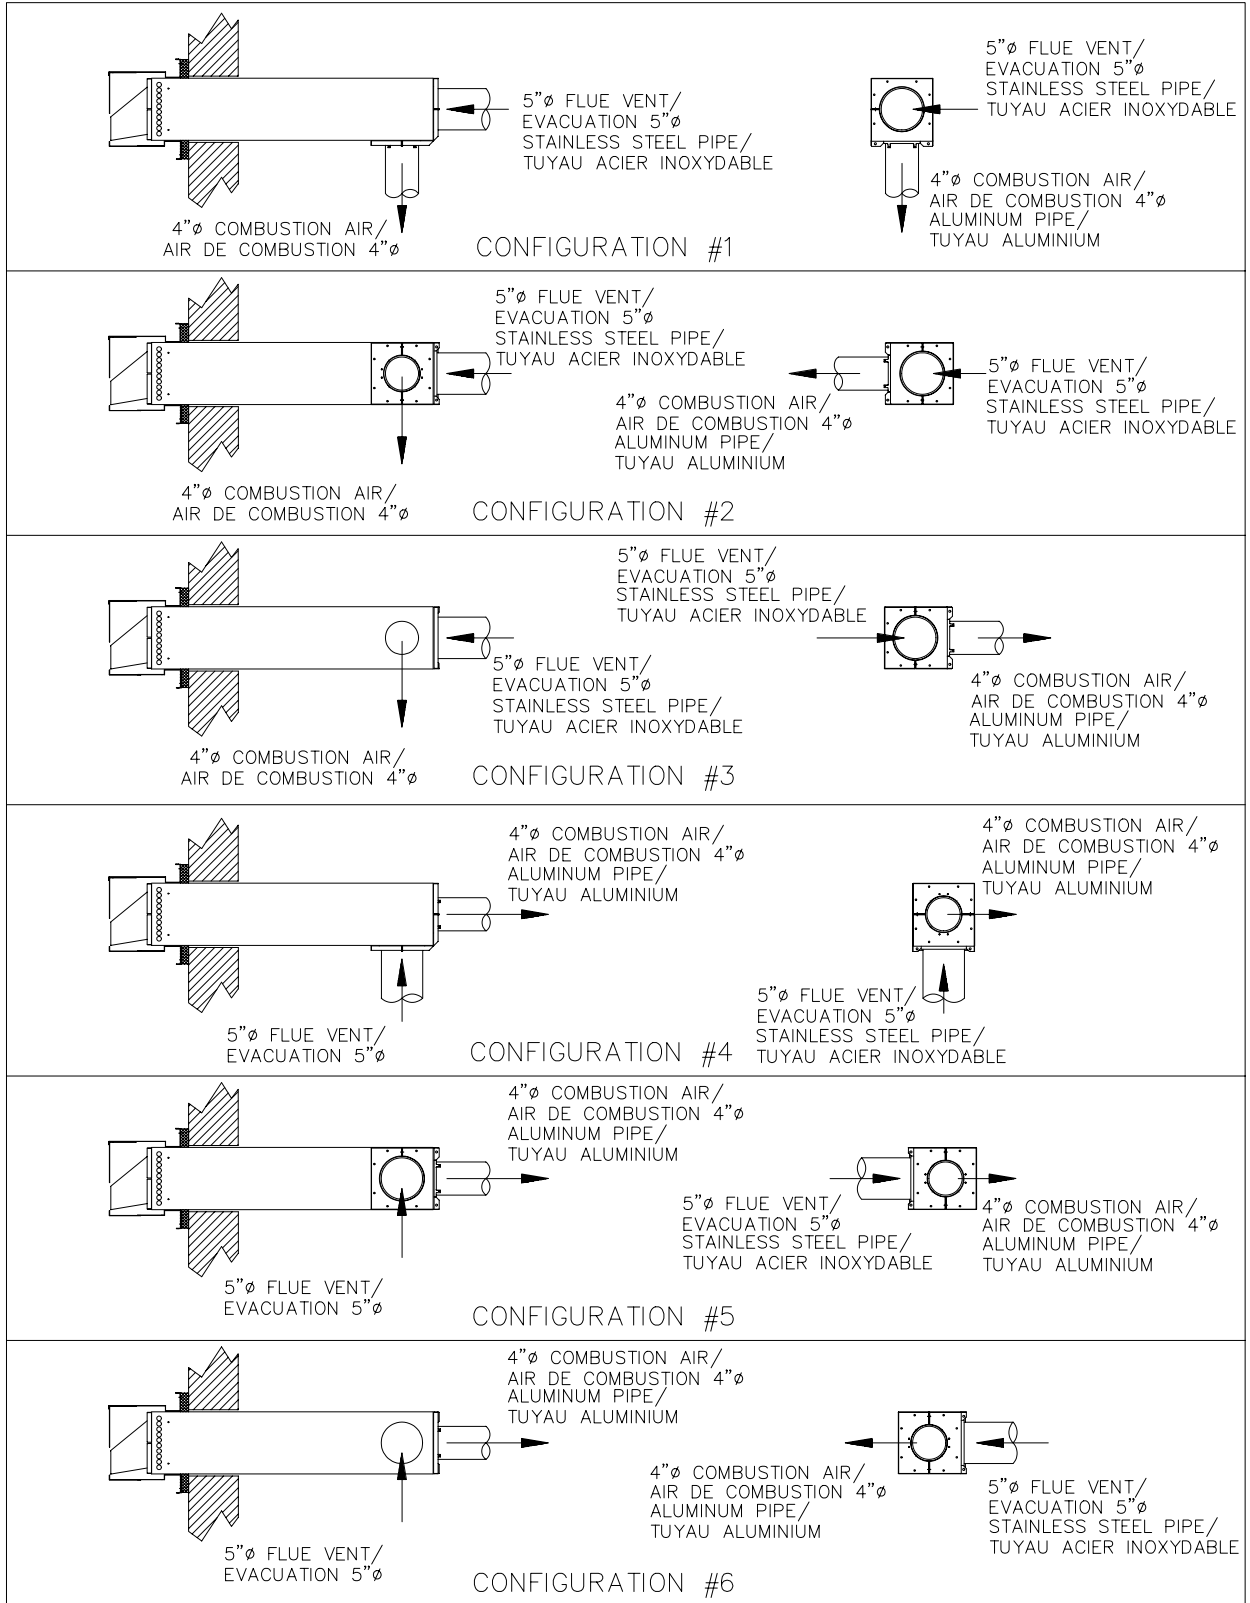 5"ø FLUE VENT/
EVACUATION 5"ø
STAINLESS STEEL PIPE/
TUYAU ACIER INOXYDABLE
5"ø FLUE VENT/
EVACUATION 5"ø
STAINLESS STEEL PIPE/
TUYAU ACIER INOXYDABLE
4"ø COMBUSTION AIR/
AIR DE COMBUSTION 4"ø
4"ø COMBUSTION AIR/
AIR DE COMBUSTION 4"ø
ALUMINUM PIPE/
TUYAU ALUMINIUM
CONFIGURATION #1
5"ø FLUE VENT/
EVACUATION 5"ø
STAINLESS STEEL PIPE/
TUYAU ACIER INOXYDABLE
5"ø FLUE VENT/
EVACUATION 5"ø
STAINLESS STEEL PIPE/
TUYAU ACIER INOXYDABLE
4"ø COMBUSTION AIR/
AIR DE COMBUSTION 4"ø
ALUMINUM PIPE/
TUYAU ALUMINIUM
4"ø COMBUSTION AIR/
AIR DE COMBUSTION 4"ø
CONFIGURATION #2
5"ø FLUE VENT/
EVACUATION 5"ø
STAINLESS STEEL PIPE/
TUYAU ACIER INOXYDABLE
5"ø FLUE VENT/
EVACUATION 5"ø
STAINLESS STEEL PIPE/
TUYAU ACIER INOXYDABLE
4"ø COMBUSTION AIR/
AIR DE COMBUSTION 4"ø
ALUMINUM PIPE/
TUYAU ALUMINIUM
4"ø COMBUSTION AIR/
AIR DE COMBUSTION 4"ø
CONFIGURATION #3
4"ø COMBUSTION AIR/
AIR DE COMBUSTION 4"ø
ALUMINUM PIPE/
TUYAU ALUMINIUM
4"ø COMBUSTION AIR/
AIR DE COMBUSTION 4"ø
ALUMINUM PIPE/
TUYAU ALUMINIUM
5"ø FLUE VENT/
EVACUATION 5"ø
5"ø FLUE VENT/
EVACUATION 5"ø
STAINLESS STEEL PIPE/
TUYAU ACIER INOXYDABLE
CONFIGURATION #4
4"ø COMBUSTION AIR/
AIR DE COMBUSTION 4"ø
ALUMINUM PIPE/
TUYAU ALUMINIUM
5"ø FLUE VENT/
EVACUATION 5"ø
STAINLESS STEEL PIPE/
TUYAU ACIER INOXYDABLE
4"ø COMBUSTION AIR/
AIR DE COMBUSTION 4"ø
ALUMINUM PIPE/
TUYAU ALUMINIUM
5"ø FLUE VENT/
EVACUATION 5"ø
CONFIGURATION #5
4"ø COMBUSTION AIR/
AIR DE COMBUSTION 4"ø
ALUMINUM PIPE/
TUYAU ALUMINIUM
4"ø COMBUSTION AIR/
AIR DE COMBUSTION 4"ø
ALUMINUM PIPE/
TUYAU ALUMINIUM
5"ø FLUE VENT/
EVACUATION 5"ø
STAINLESS STEEL PIPE/
TUYAU ACIER INOXYDABLE
5"ø FLUE VENT/
EVACUATION 5"ø
CONFIGURATION #6